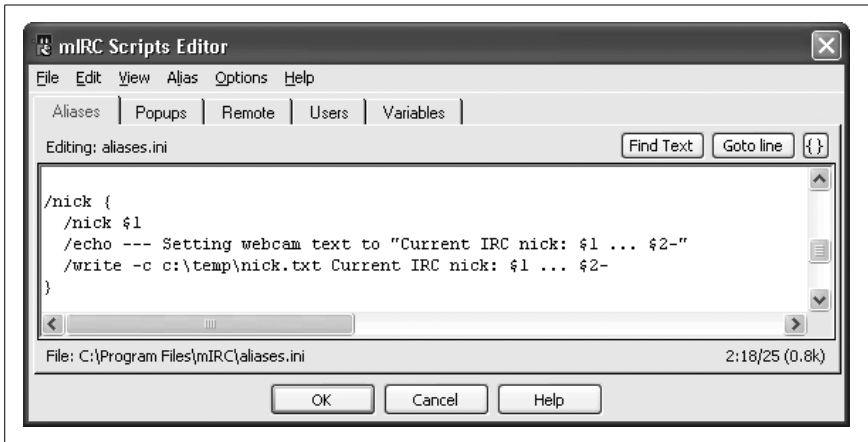 mIRC Scripts Editor
File Edit View Alias Options Help
Aliases Popups Remote Users Variables
Editing: aliases.ini Find Text Goto line {}
/nick {
/nick $1
/echo --- Setting webcam text to "Current IRC nick: $1 ... $2-"
/write -c c:\temp\nick.txt Current IRC nick: $1 ... $2-
}
File: C:\Program Files\mIRC\aliases.ini 2:18/25 (0.8k)
OK Cancel Help